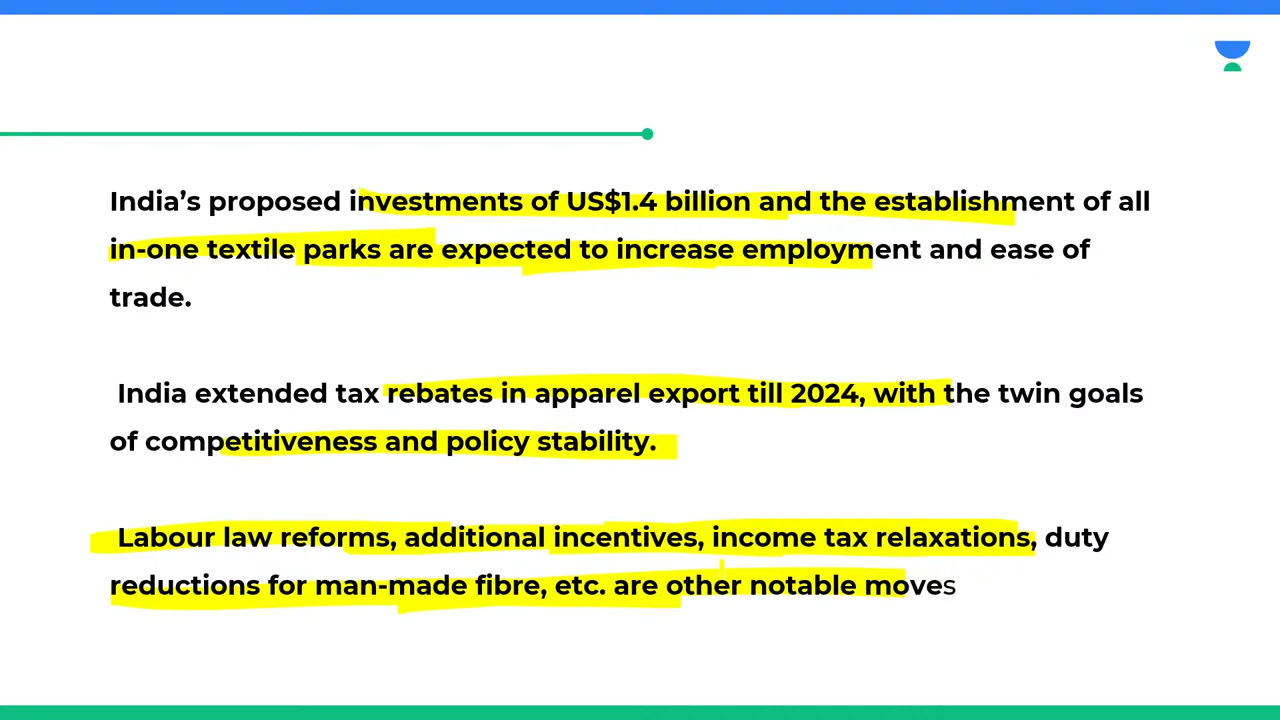 India’s proposed investments of US$1.4 billion and the establishment of all
in-one textile parks are expected to increase employment and ease of
trade.
India extended tax rebates in apparel export till 2024, with the twin goals
of competitiveness and policy stability.
Labour law reforms, additional incentives, income tax relaxations, duty
reductions for man-made fibre, etc. are other notable moves